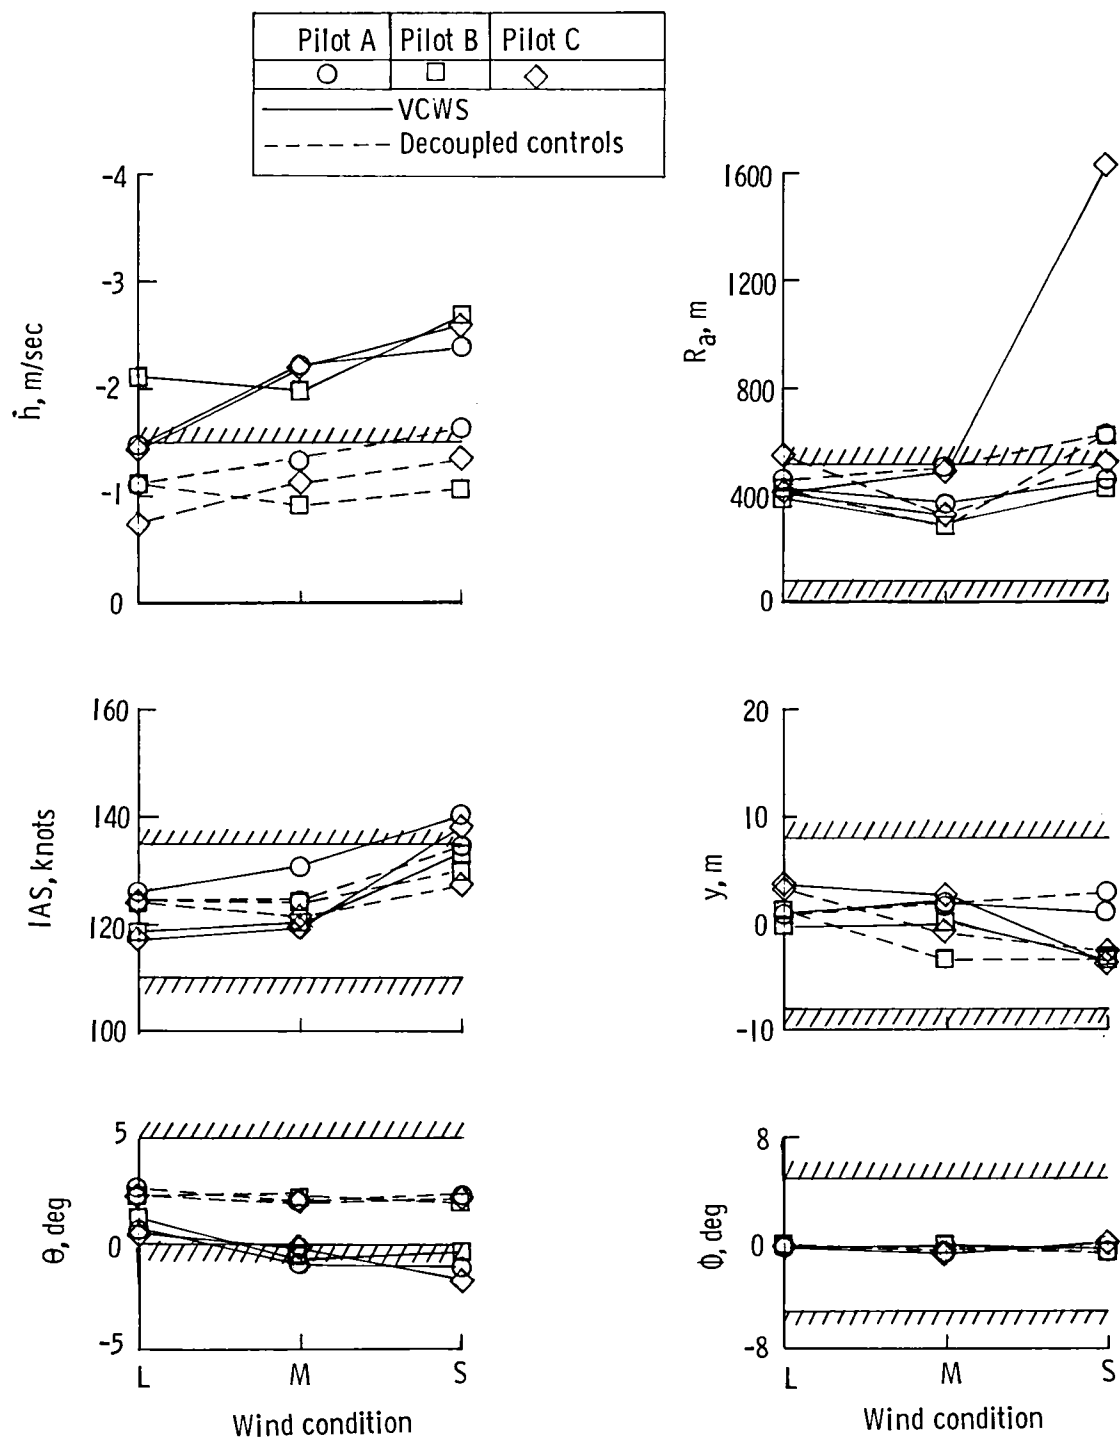 Pilot A Pilot B Pilot C
VCWS
Decoupled controls
-4
-3
-2
-1
0
ḣ, m/sec
1600
1200
800
400
0
Rₐ, m
160
140
120
100
IAS, knots
20
10
0
-10
y, m
5
0
-5
θ, deg
L M S
Wind condition
8
0
-8
ϕ, deg
L M S
Wind condition